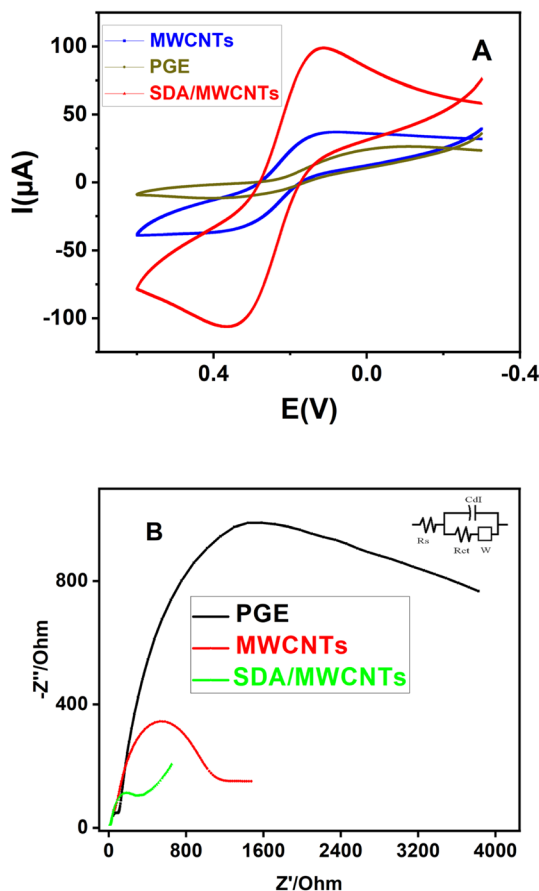 A
MWCNTs
PGE
SDA/MWCNTs
100
50
0
-50
-100
I(µA)
0.4 0.0 -0.4
E(V)
B
CdI
Rs
Rct W
PGE
MWCNTs
SDA/MWCNTs
800
400
0
-Z''/Ohm
0 800 1600 2400 3200 4000
Z'/Ohm